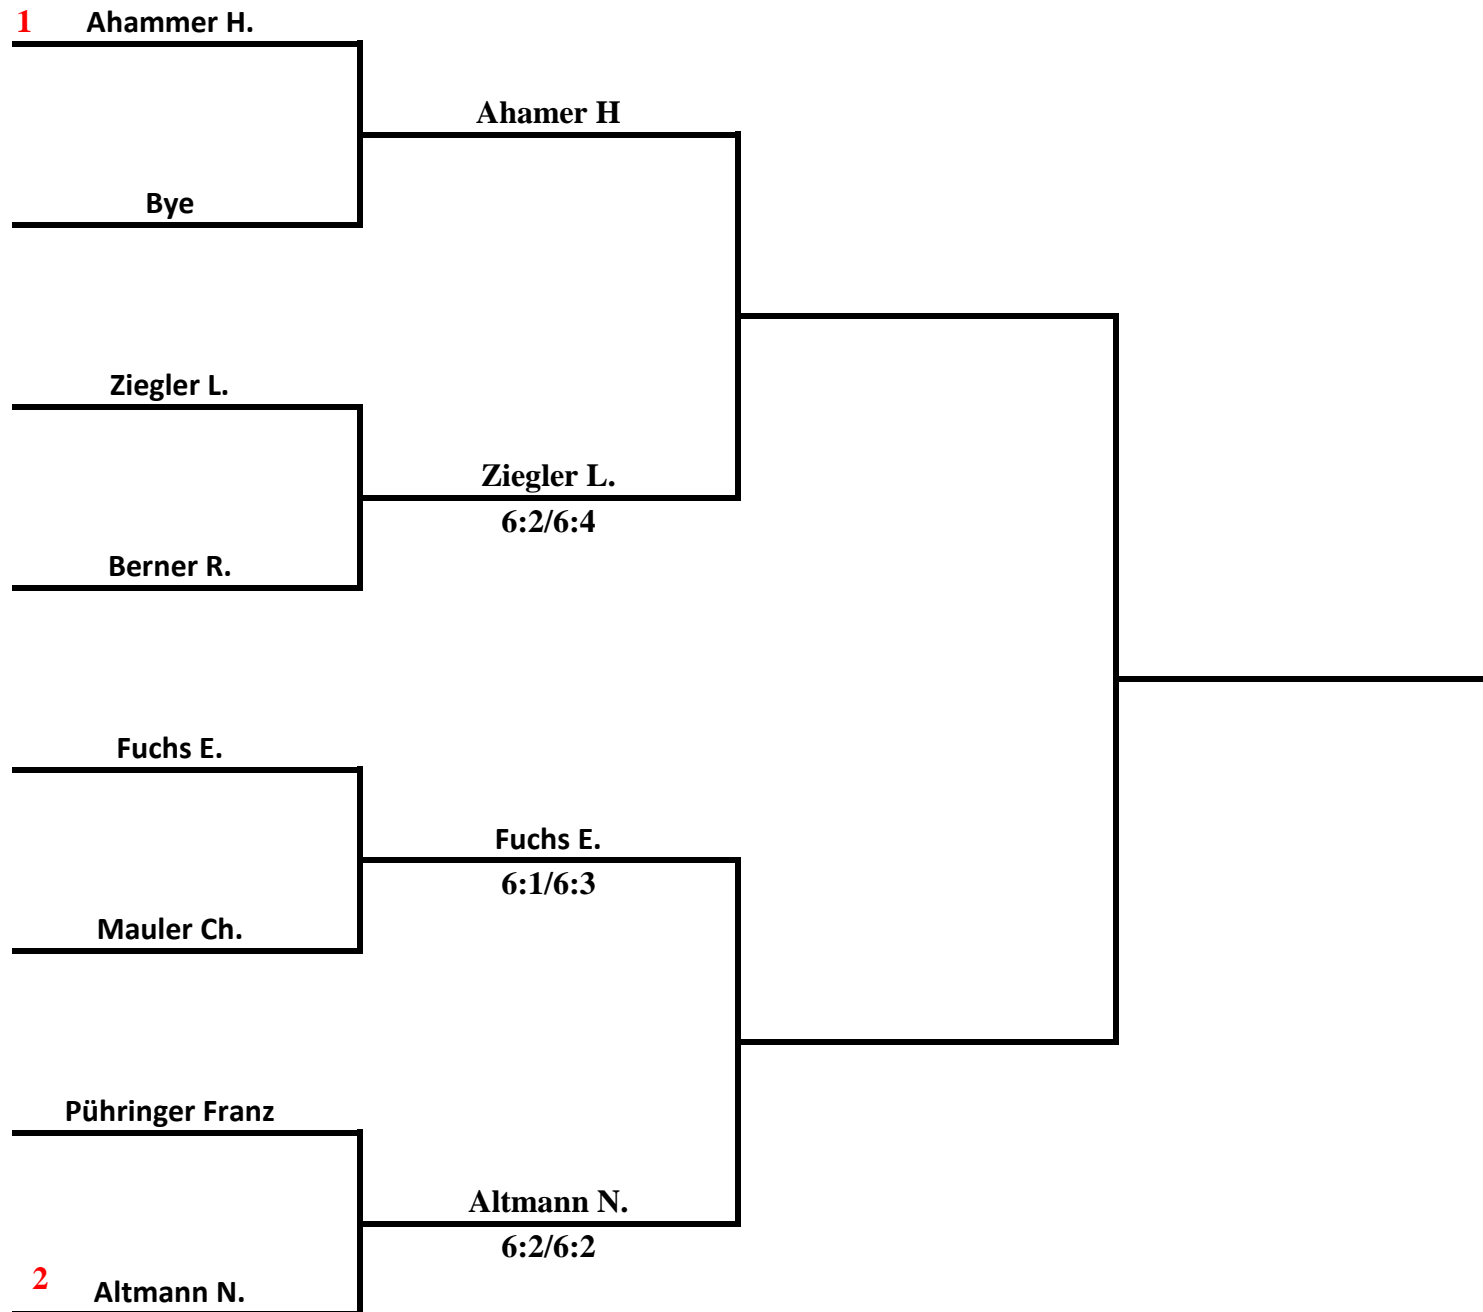 1 Ahammer H.
Ahamer H
Bye
Ziegler L.
Ziegler L.
6:2/6:4
Berner R.
Fuchs E.
Fuchs E.
6:1/6:3
Mauler Ch.
Pühringer Franz
Altmann N.
6:2/6:2
2 Altmann N.